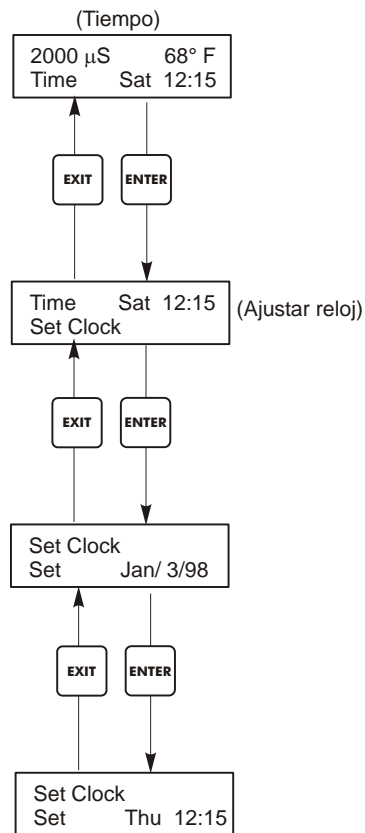 (Tiempo)
2000 μS 68° F
Time Sat 12:15
EXIT ENTER
Time Sat 12:15
Set Clock
(Ajustar reloj)
EXIT ENTER
Set Clock
Set Jan/ 3/98
EXIT ENTER
Set Clock
Set Thu 12:15